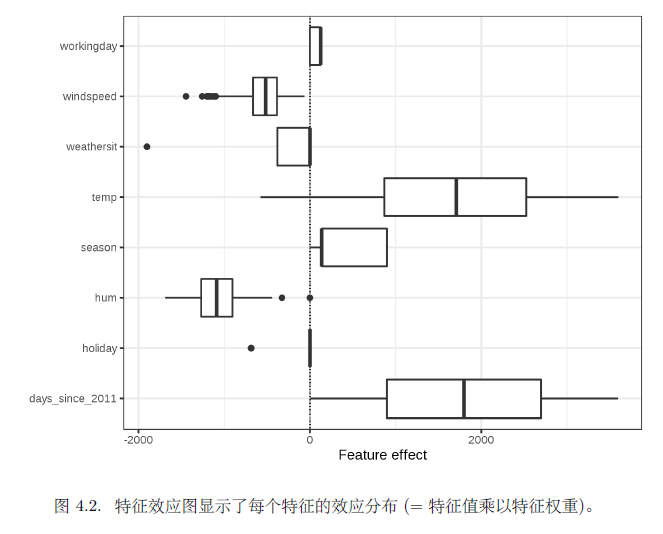 workingday
windspeed
weathersit
temp
season
hum
holiday
days_since_2011
-2000 0 2000
Feature effect
图 4.2. 特征效应图显示了每个特征的效应分布 (= 特征值乘以特征权重)。